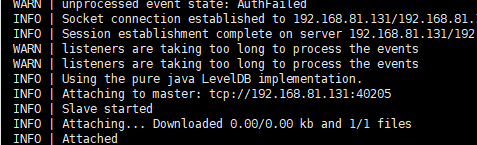 WARN | unprocessed event state: AuthFailed
INFO | Socket connection established to 192.168.81.131/192.168.81.
INFO | Session establishment complete on server 192.168.81.131/192
WARN | listeners are taking too long to process the events
WARN | listeners are taking too long to process the events
INFO | Using the pure java LevelDB implementation.
INFO | Attaching to master: tcp://192.168.81.131:40205
INFO | Slave started
INFO | Attaching... Downloaded 0.00/0.00 kb and 1/1 files
INFO | Attached